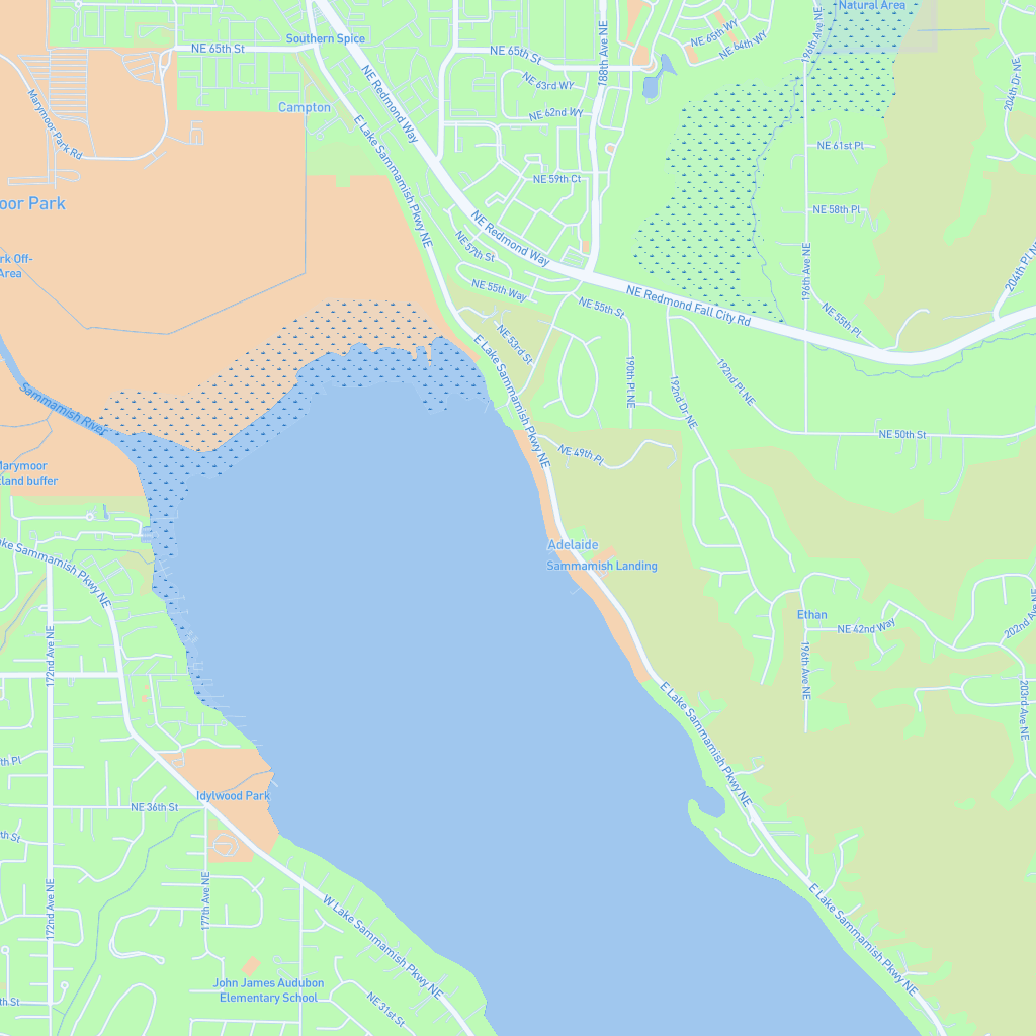 Natural Area
Southern Spice
NE 65th St
NE 65th St
NE 65th WY
NE 64th WY
196th Ave NE
188th Ave NE
NE Redmond Way
NE 63rd WY
204th Dr NE
Campton
NE 62nd WY
Marymoor Park Rd
E Lake Sammamish Pkwy NE
NE 61st Pl
NE 59th Ct
oor Park
NE 58th Pl
NE Redmond Way
NE 57th St
rk Off-
Area
196th Ave NE
204th Pl NE
NE 55th Way
NE 55th St
NE Redmond Fall City Rd
NE 55th Pl
NE 53rd St
E Lake Sammamish Pkwy NE
190th Pl NE
192nd Dr NE
192nd Pl NE
Sammamish River
NE 50th St
NE 49th Pl
Marymoor
tland buffer
ake Sammamish Pkwy NE
Adelaide
Sammamish Landing
Ethan
NE 42nd Way
202nd Ave NE
172nd Ave NE
196th Ave NE
203rd Ave NE
E Lake Sammamish Pkwy NE
th Pl
Idylwood Park
NE 36th St
th St
172nd Ave NE
177th Ave NE
W Lake Sammamish Pkwy NE
E Lake Sammamish Pkwy NE
John James Audubon
Elementary School
NE 31st St
th St